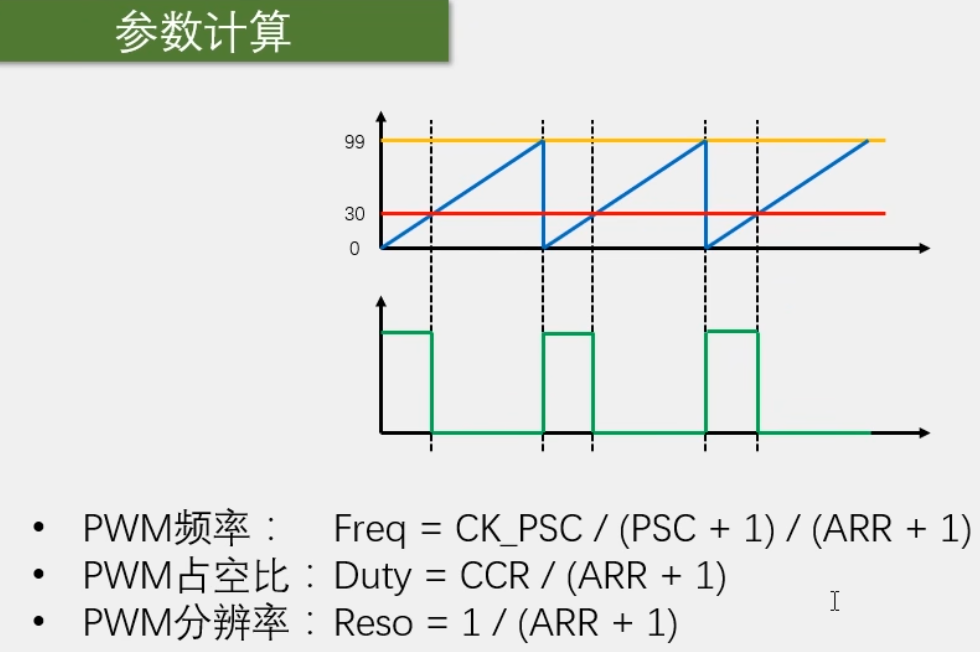 参数计算
99
30
0
• PWM频率： Freq = CK_PSC / (PSC + 1) / (ARR + 1)
• PWM占空比：Duty = CCR / (ARR + 1)
• PWM分辨率：Reso = 1 / (ARR + 1)